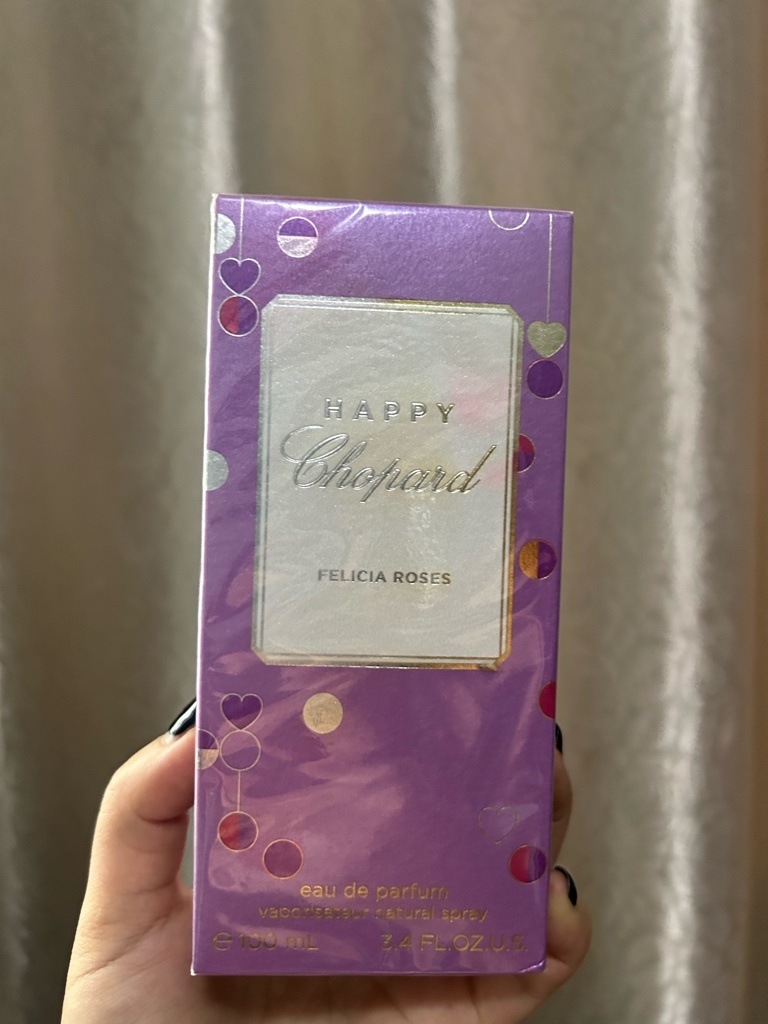 HAPPY
Chopard
FELICIA ROSES
eau de parfum
vaporisateur natural spray
e 100 mL 3.4 FL.OZ.U.S.